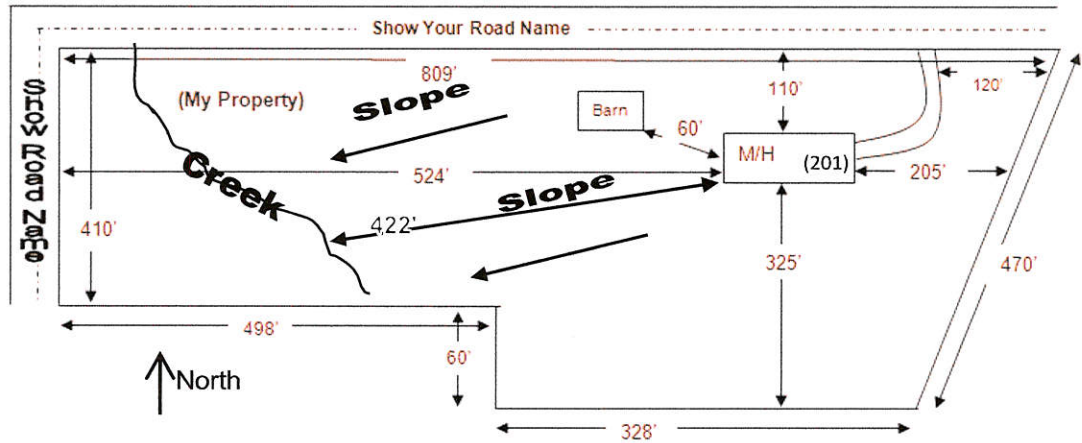 Show Your Road Name
Show Road Name
809'
(My Property)
Slope
110'
120'
Barn
60'
M/H
(201)
Creek
524'
205'
Slope
422'
410'
325'
470'
498'
60'
North
328'